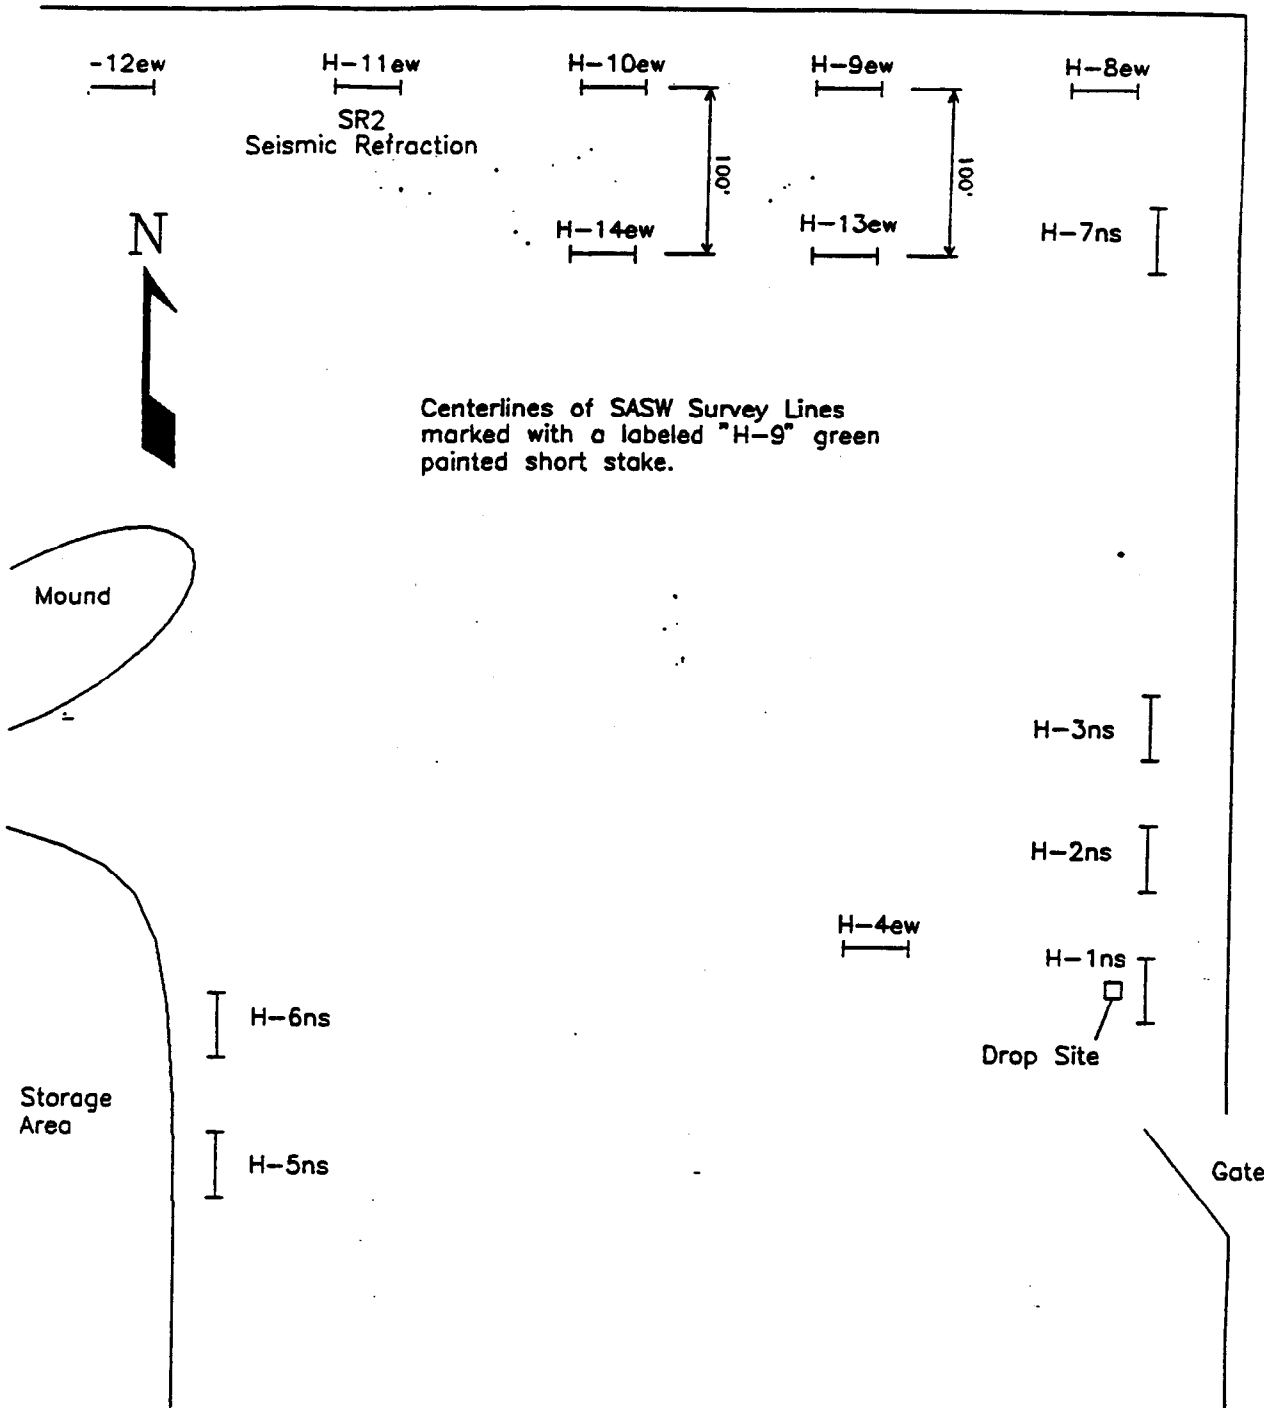 -12ew
H-11ew
H-10ew
H-9ew
H-8ew
SR2
Seismic Refraction
100'
100'
N
H-14ew
H-13ew
H-7ns
Centerlines of SASW Survey Lines
marked with a labeled "H-9" green
painted short stake.
Mound
H-3ns
H-2ns
H-4ew
H-1ns
H-6ns
Drop Site
Storage
Area
H-5ns
Gate